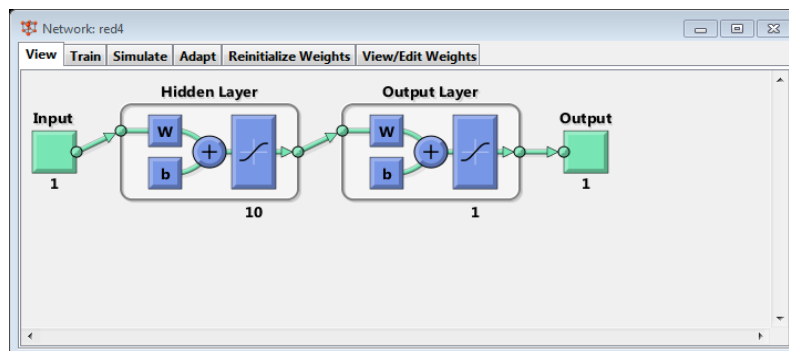 Network: red4
View Train Simulate Adapt Reinitialize Weights View/Edit Weights
Hidden Layer Output Layer
Input Output
W W
+ +
b b
1 10 1 1